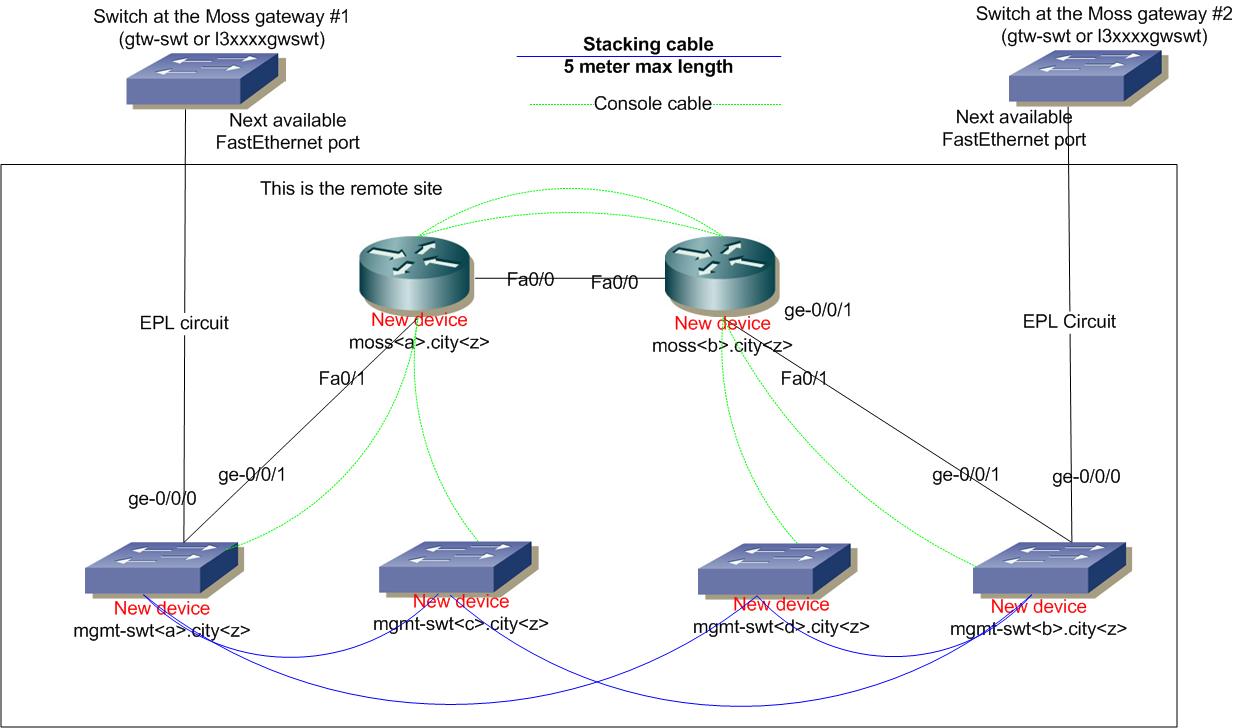 Switch at the Moss gateway #1
(gtw-swt or l3xxxxgwswt)
Switch at the Moss gateway #2
(gtw-swt or l3xxxxgwswt)
Stacking cable
5 meter max length
Console cable
Next available
FastEthernet port
Next available
FastEthernet port
This is the remote site
Fa0/0
Fa0/0
New device
moss<a>.city<z>
New device
moss<b>.city<z>
ge-0/0/1
EPL circuit
EPL Circuit
Fa0/1
Fa0/1
ge-0/0/1
ge-0/0/0
ge-0/0/1
ge-0/0/0
New device
mgmt-swt<a>.city<z>
New device
mgmt-swt<c>.city<z>
New device
mgmt-swt<d>.city<z>
New device
mgmt-swt<b>.city<z>